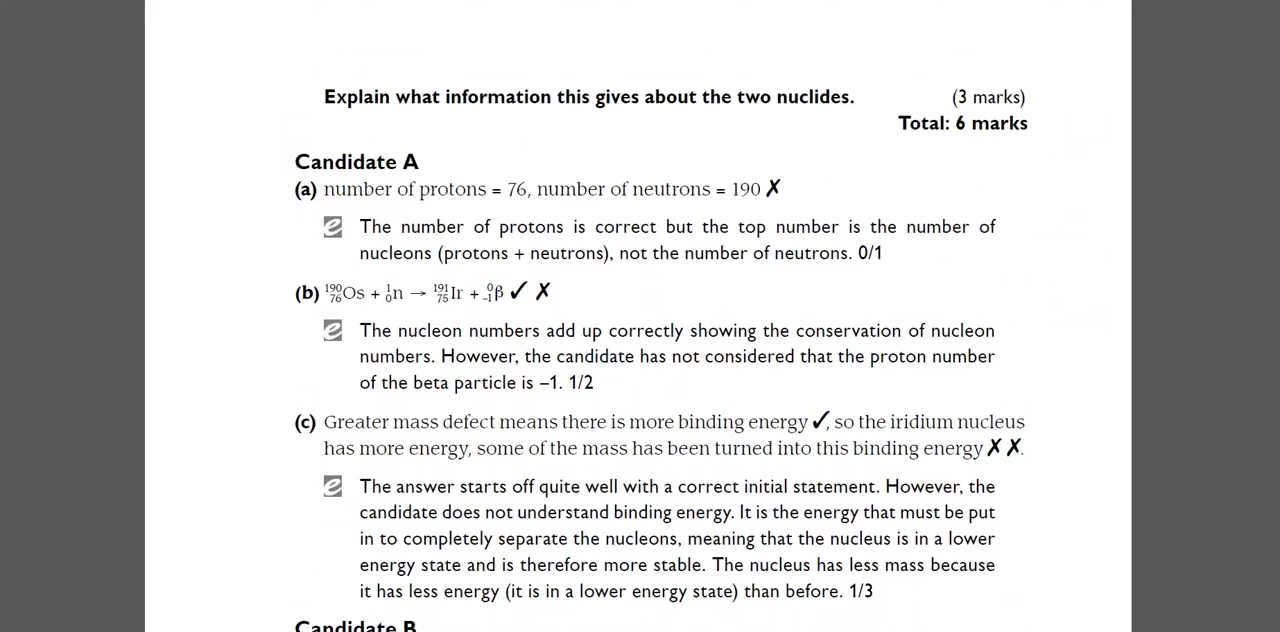 Explain what information this gives about the two nuclides. (3 marks)
Total: 6 marks
Candidate A
(a) number of protons = 76, number of neutrons = 190 ✗
e The number of protons is correct but the top number is the number of
nucleons (protons + neutrons), not the number of neutrons. 0/1
(b) ¹⁹⁰₇₆Os + ¹₀n → ¹⁹¹₇₅Ir + ⁰₋₁β ✓ ✗
e The nucleon numbers add up correctly showing the conservation of nucleon
numbers. However, the candidate has not considered that the proton number
of the beta particle is –1. 1/2
(c) Greater mass defect means there is more binding energy ✓, so the iridium nucleus
has more energy, some of the mass has been turned into this binding energy ✗ ✗.
e The answer starts off quite well with a correct initial statement. However, the
candidate does not understand binding energy. It is the energy that must be put
in to completely separate the nucleons, meaning that the nucleus is in a lower
energy state and is therefore more stable. The nucleus has less mass because
it has less energy (it is in a lower energy state) than before. 1/3
Candidate B